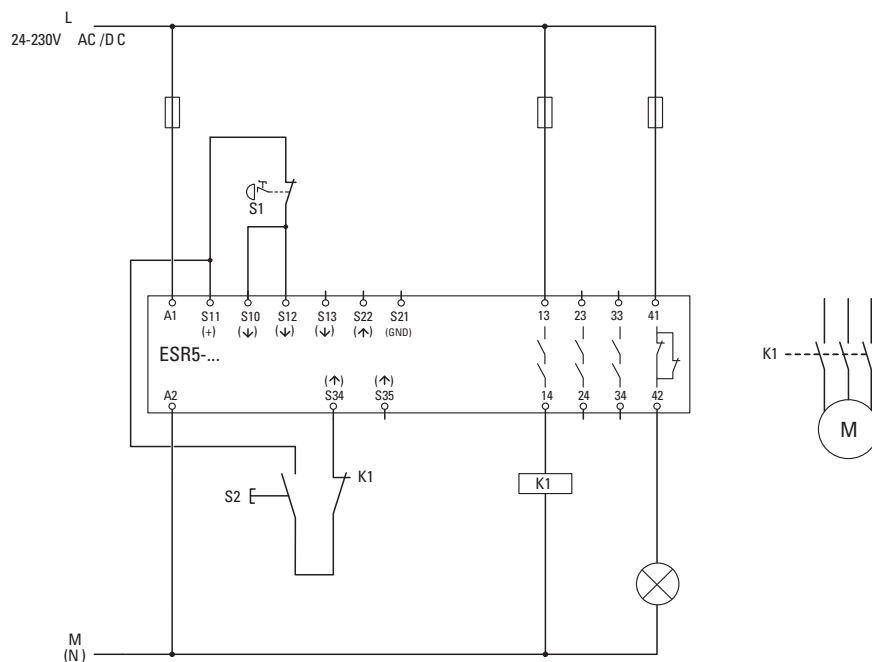 L
24-230V AC /D C
S1
A1 S11 S10 S12 S13 S22 S21 13 23 33 41
(+) (↓) (↓) (↓) (↑) (GND)
ESR5-...
(↑) (↑)
A2 S34 S35 14 24 34 42
K1
M
S2
K1
K1
M
(N)